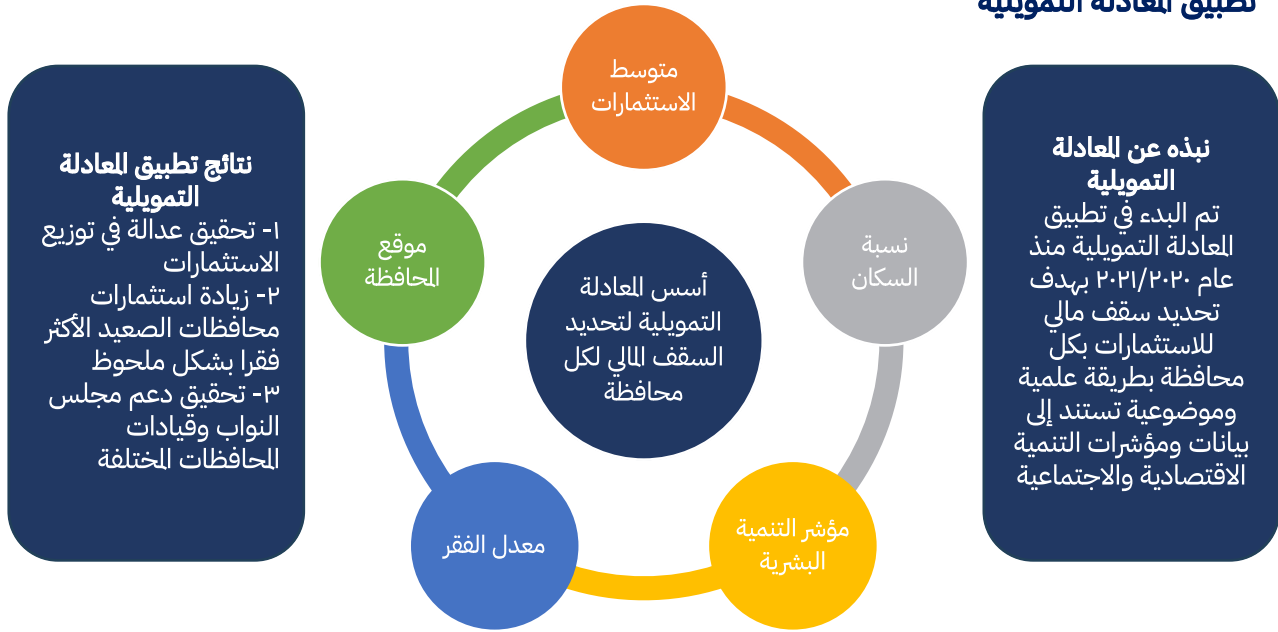 تطبيق المعادلة التمويلية
نبذه عن المعادلة
التمويلية
تم البدء في تطبيق
المعادلة التمويلية منذ
عام ٢٠٢١/٢٠٢٠ بهدف
تحديد سقف مالي
للاستثمارات بكل
محافظة بطريقة علمية
وموضوعية تستند إلى
بيانات ومؤشرات التنمية
الاقتصادية والاجتماعية
متوسط
الاستثمارات
نسبة
السكان
مؤشر التنمية
البشرية
معدل الفقر
موقع
المحافظة
أسس المعادلة
التمويلية لتحديد
السقف المالي لكل
محافظة
نتائج تطبيق المعادلة
التمويلية
١- تحقيق عدالة في توزيع
الاستثمارات
٢- زيادة استثمارات
محافظات الصعيد الأكثر
فقرا بشكل ملحوظ
٣- تحقيق دعم مجلس
النواب وقيادات
المحافظات المختلفة